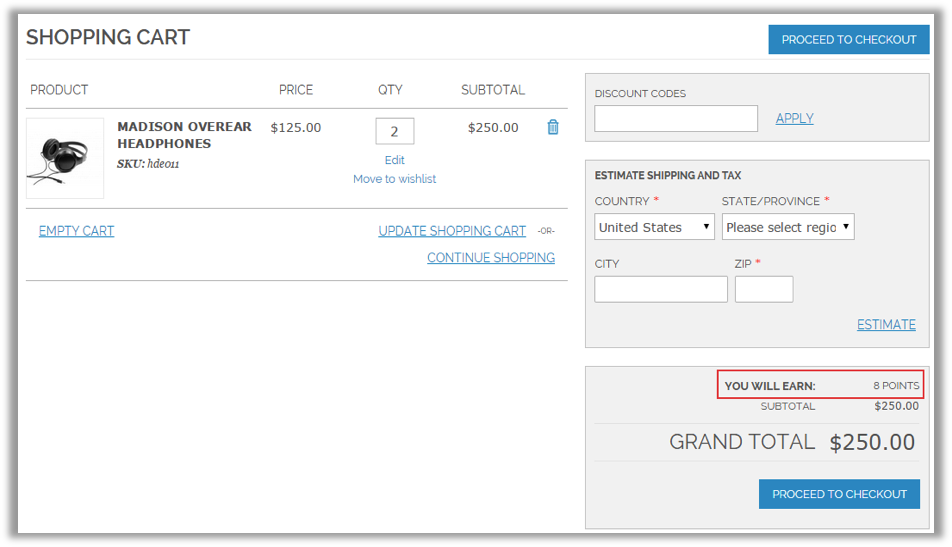 SHOPPING CART
PROCEED TO CHECKOUT
PRODUCT PRICE QTY SUBTOTAL
MADISON OVEREAR $125.00 2 $250.00
HEADPHONES
SKU: hde011
Edit
Move to wishlist
EMPTY CART UPDATE SHOPPING CART -OR-
CONTINUE SHOPPING
DISCOUNT CODES
APPLY
ESTIMATE SHIPPING AND TAX
COUNTRY * STATE/PROVINCE *
United States Please select regio
CITY ZIP *
ESTIMATE
YOU WILL EARN: 8 POINTS
SUBTOTAL $250.00
GRAND TOTAL $250.00
PROCEED TO CHECKOUT